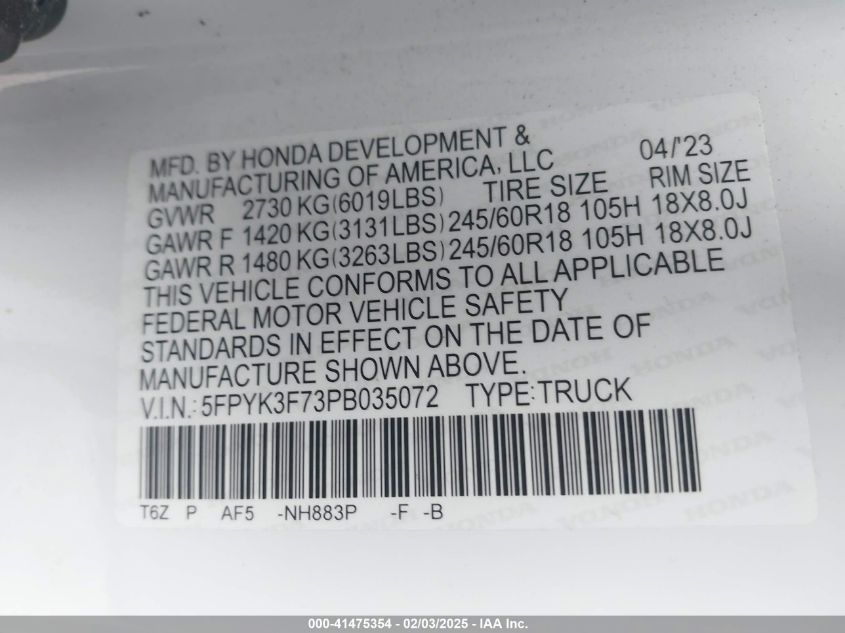 MFD. BY HONDA DEVELOPMENT &
MANUFACTURING OF AMERICA, LLC 04/'23
GVWR 2730 KG(6019LBS) TIRE SIZE RIM SIZE
GAWR F 1420 KG(3131LBS) 245/60R18 105H 18X8.0J
GAWR R 1480 KG(3263LBS) 245/60R18 105H 18X8.0J
THIS VEHICLE CONFORMS TO ALL APPLICABLE
FEDERAL MOTOR VEHICLE SAFETY
STANDARDS IN EFFECT ON THE DATE OF
MANUFACTURE SHOWN ABOVE.
V.I.N.: 5FPYK3F73PB035072 TYPE: TRUCK
T6Z P AF5 -NH883P -F -B
000-41475354 - 02/03/2025 - IAA Inc.